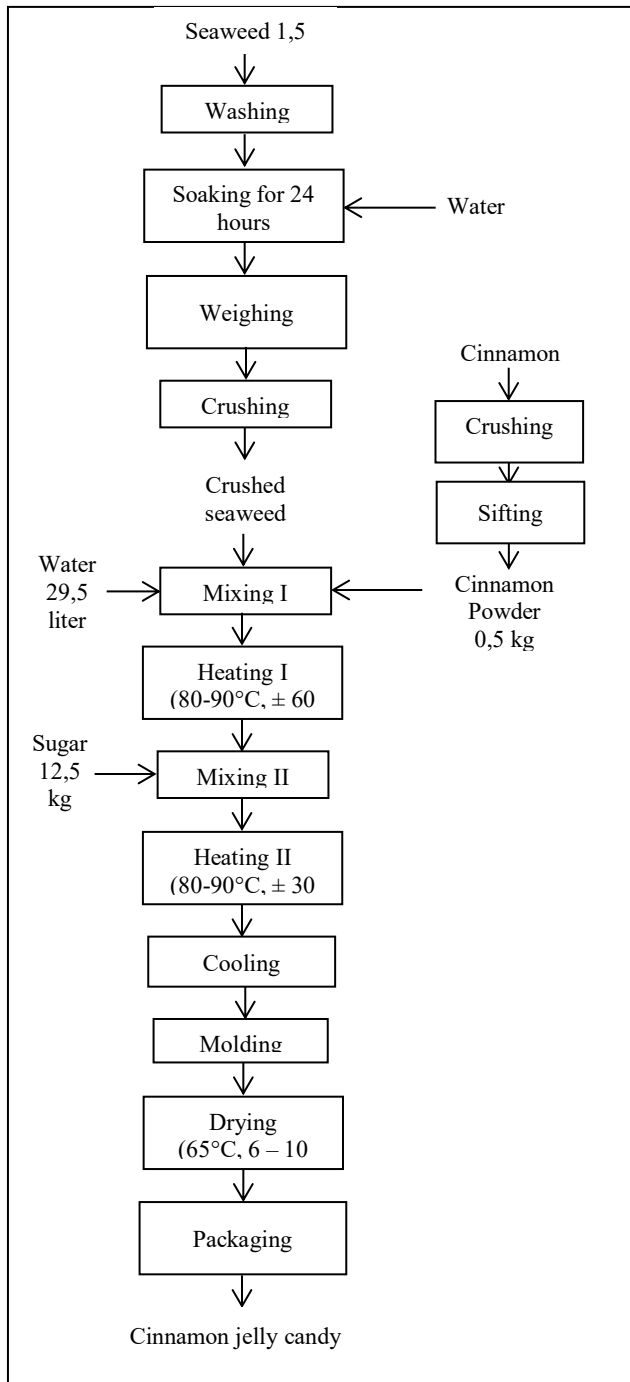 Seaweed 1,5
Washing
Soaking for 24
hours
Water
Weighing
Crushing
Crushed
seaweed
Cinnamon
Crushing
Sifting
Cinnamon
Powder
0,5 kg
Water
29,5
liter
Mixing I
Heating I
(80-90°C, ± 60
Sugar
12,5
kg
Mixing II
Heating II
(80-90°C, ± 30
Cooling
Molding
Drying
(65°C, 6 – 10
Packaging
Cinnamon jelly candy